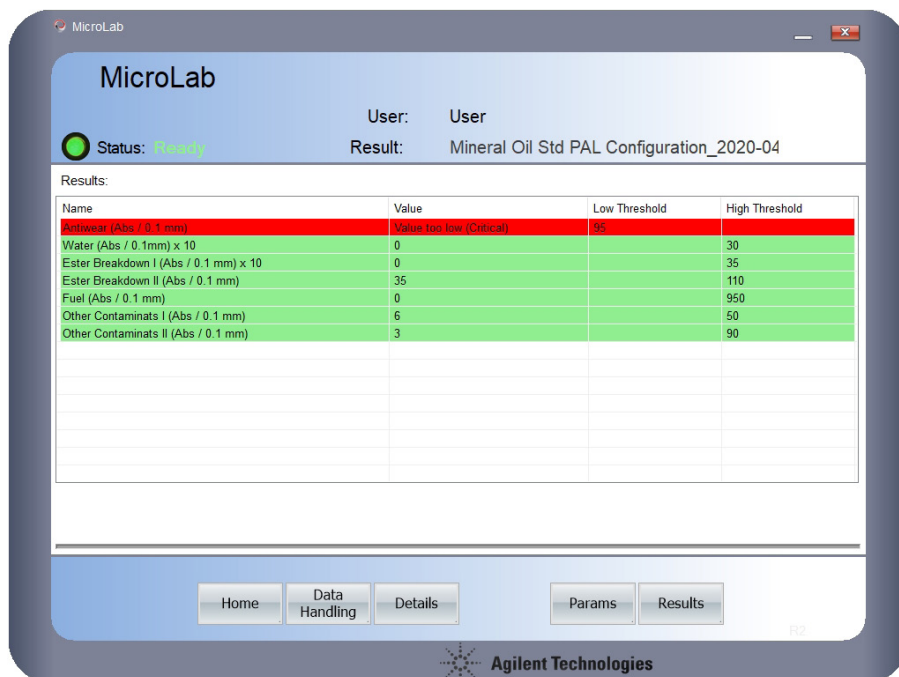 MicroLab
MicroLab
User: User
Status: Ready Result: Mineral Oil Std PAL Configuration_2020-04
Results:
Name Value Low Threshold High Threshold
Antiwear (Abs / 0.1 mm) Value too low (Critical) 95
Water (Abs / 0.1mm) x 10 0 30
Ester Breakdown I (Abs / 0.1 mm) x 10 0 35
Ester Breakdown II (Abs / 0.1 mm) 35 110
Fuel (Abs / 0.1 mm) 0 950
Other Contaminats I (Abs / 0.1 mm) 6 50
Other Contaminats II (Abs / 0.1 mm) 3 90
Home Data Handling Details Params Results
R2
Agilent Technologies